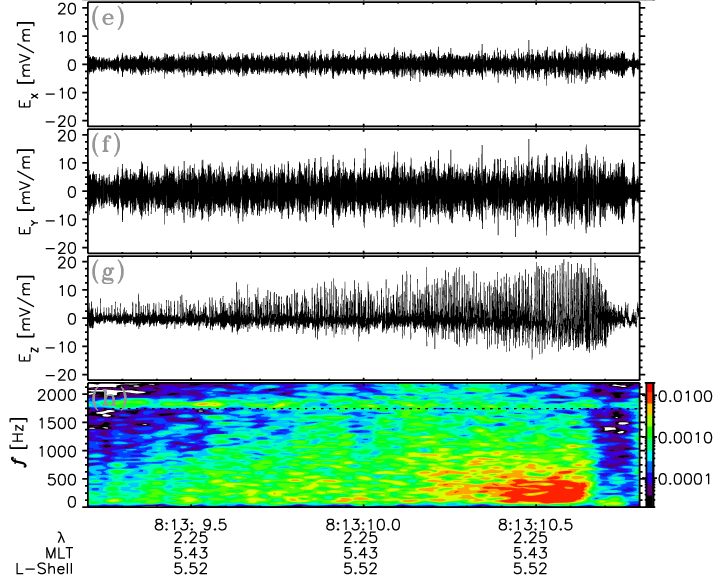 (e)
E_X [mV/m]
20
10
0
−10
−20
(f)
E_Y [mV/m]
20
10
0
−10
−20
(g)
E_Z [mV/m]
20
10
0
−10
−20
(h)
f [Hz]
2000
1500
1000
500
0
0.0100
0.0010
0.0001
8:13:9.5 8:13:10.0 8:13:10.5
λ 2.25 2.25 2.25
MLT 5.43 5.43 5.43
L−Shell 5.52 5.52 5.52